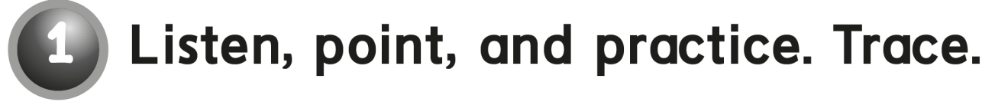 1 Listen, point, and practice. Trace.